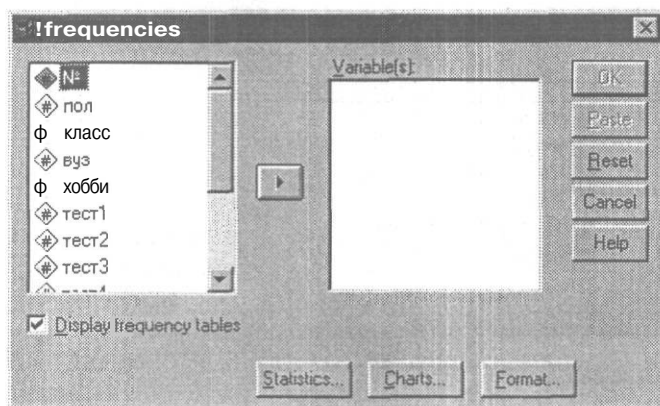 !frequencies
№
пол
ф класс
вуз
ф хобби
тест1
тест2
тест3
Display frequency tables
Variable(s):
OK
Paste
Reset
Cancel
Help
Statistics...
Charts...
Format...